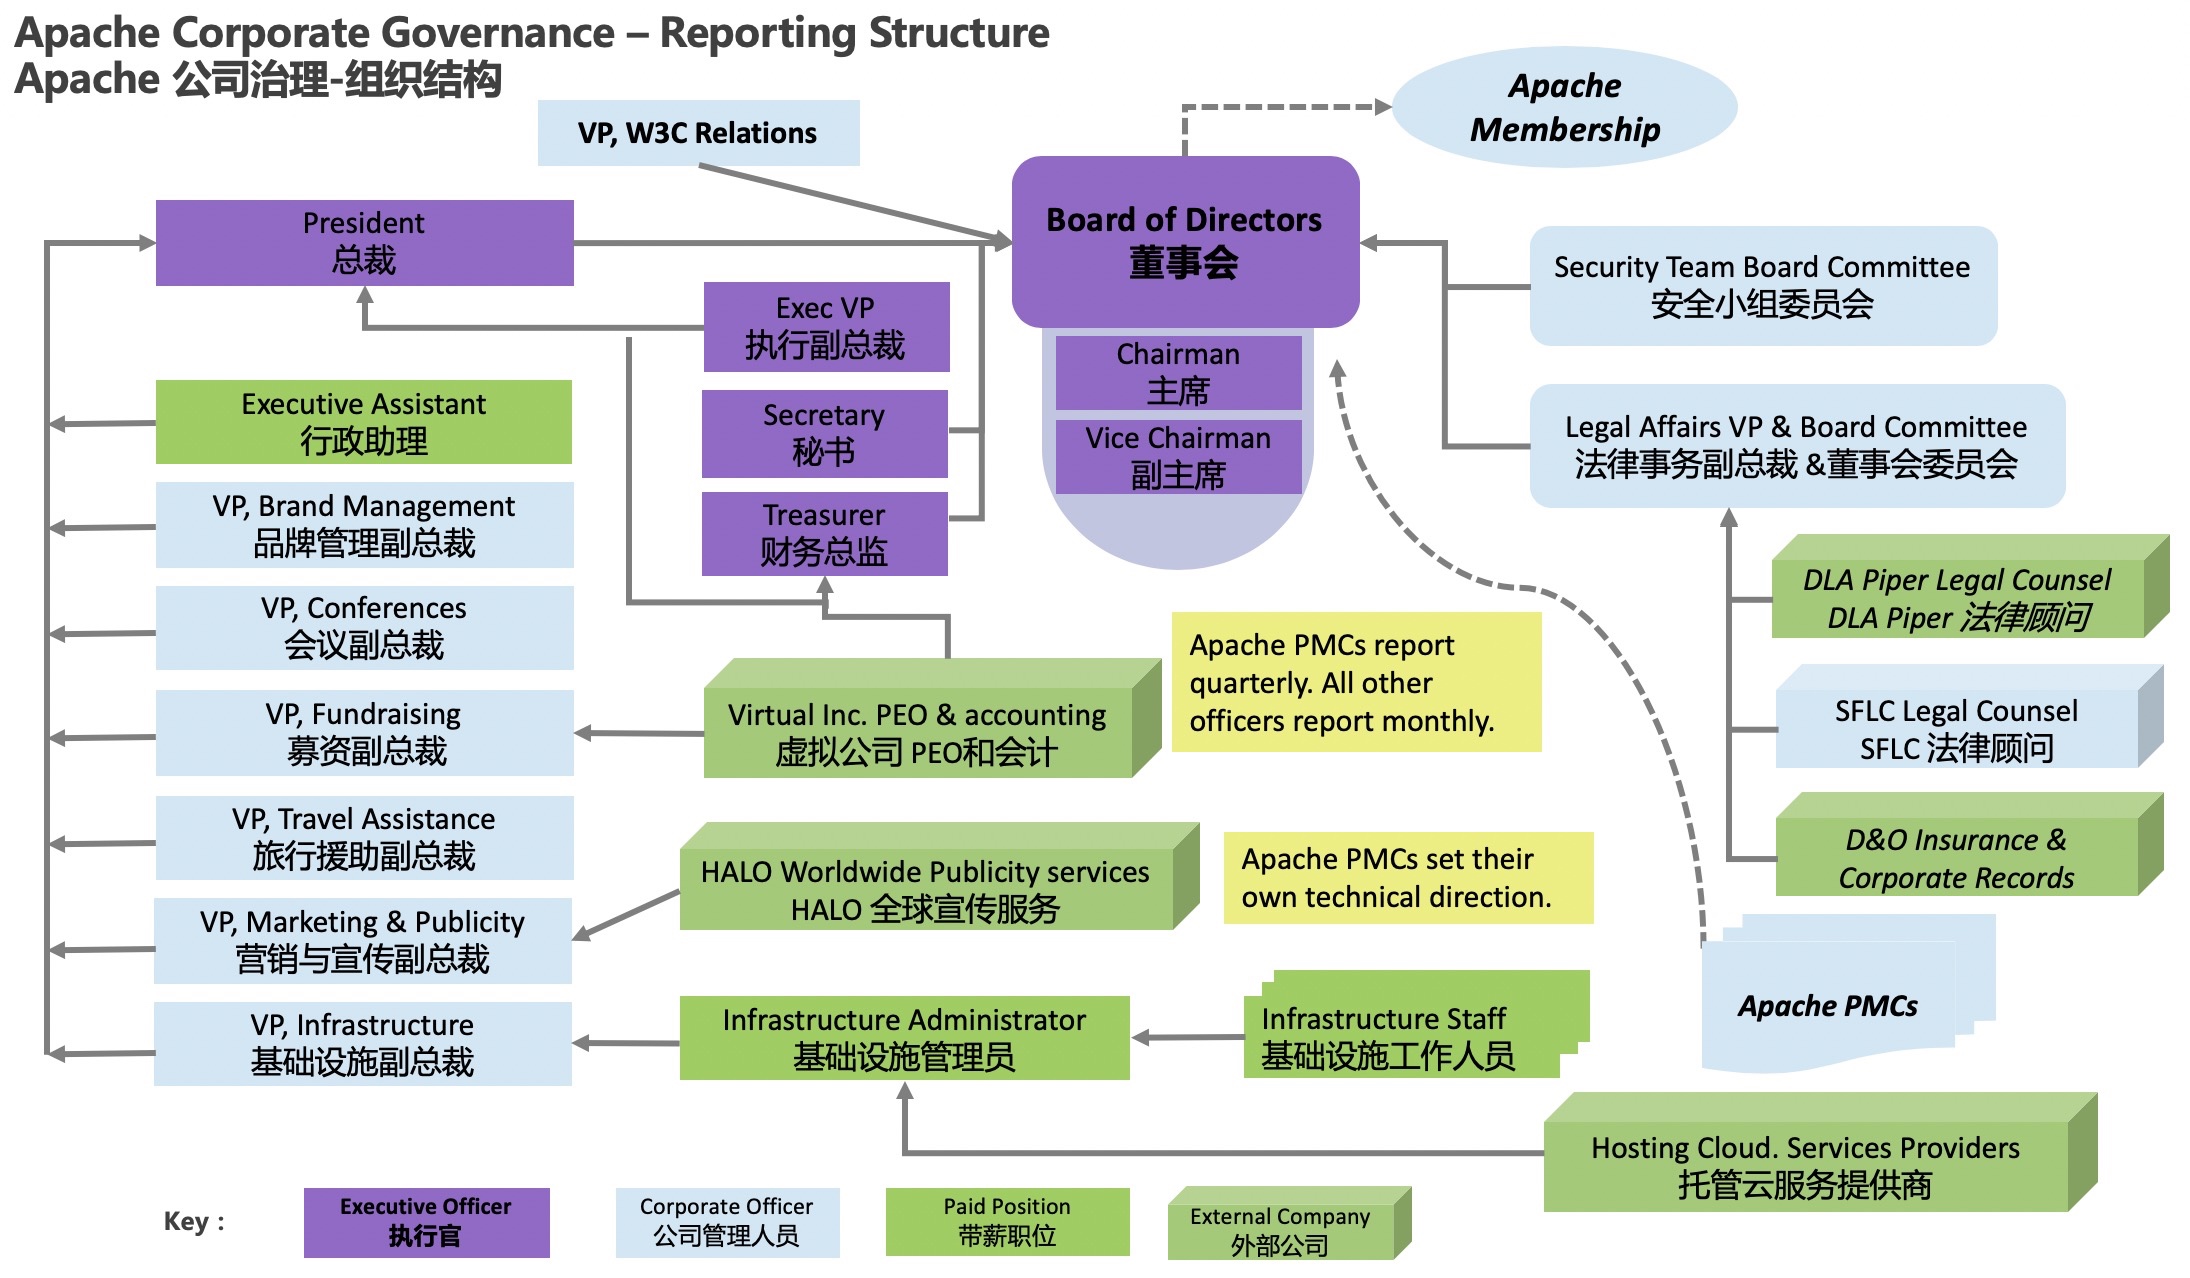 Apache Corporate Governance – Reporting Structure
Apache 公司治理-组织结构
Apache
Membership
VP, W3C Relations
Board of Directors
董事会
President
总裁
Security Team Board Committee
安全小组委员会
Exec VP
执行副总裁
Chairman
主席
Executive Assistant
行政助理
Secretary
秘书
Vice Chairman
副主席
Legal Affairs VP & Board Committee
法律事务副总裁 &董事会委员会
VP, Brand Management
品牌管理副总裁
Treasurer
财务总监
DLA Piper Legal Counsel
DLA Piper 法律顾问
VP, Conferences
会议副总裁
Apache PMCs report
quarterly. All other
officers report monthly.
VP, Fundraising
募资副总裁
Virtual Inc. PEO & accounting
虚拟公司 PEO和会计
SFLC Legal Counsel
SFLC 法律顾问
VP, Travel Assistance
旅行援助副总裁
HALO Worldwide Publicity services
HALO 全球宣传服务
Apache PMCs set their
own technical direction.
D&O Insurance &
Corporate Records
VP, Marketing & Publicity
营销与宣传副总裁
Apache PMCs
VP, Infrastructure
基础设施副总裁
Infrastructure Administrator
基础设施管理员
Infrastructure Staff
基础设施工作人员
Hosting Cloud. Services Providers
托管云服务提供商
Key :
Executive Officer
执行官
Corporate Officer
公司管理人员
Paid Position
带薪职位
External Company
外部公司